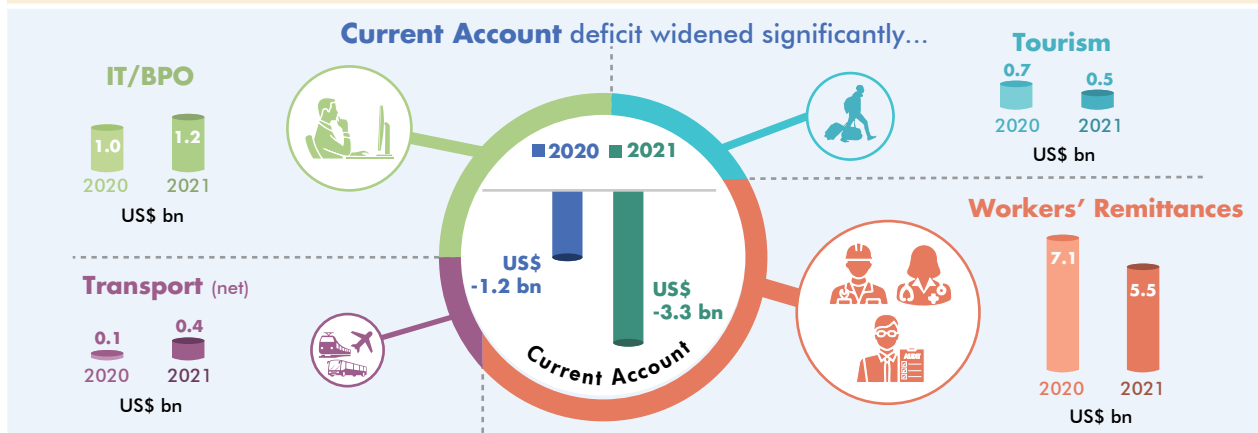 Current Account deficit widened significantly...
IT/BPO
1.0
1.2
2020
2021
US$ bn
Tourism
0.7
0.5
2020
2021
US$ bn
2020
2021
US$
-1.2 bn
US$
-3.3 bn
Current Account
Transport (net)
0.1
0.4
2020
2021
US$ bn
Workers' Remittances
7.1
5.5
AUDIT
2020
2021
US$ bn